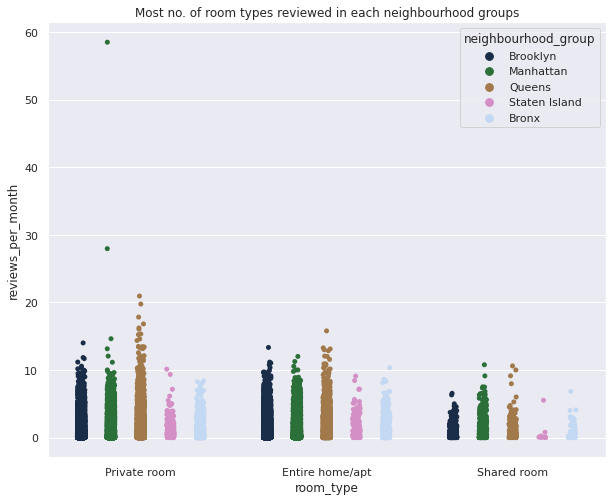 Most no. of room types reviewed in each neighbourhood groups
neighbourhood_group
Brooklyn
Manhattan
Queens
Staten Island
Bronx
60
50
40
30
20
10
0
reviews_per_month
Private room
Entire home/apt
Shared room
room_type